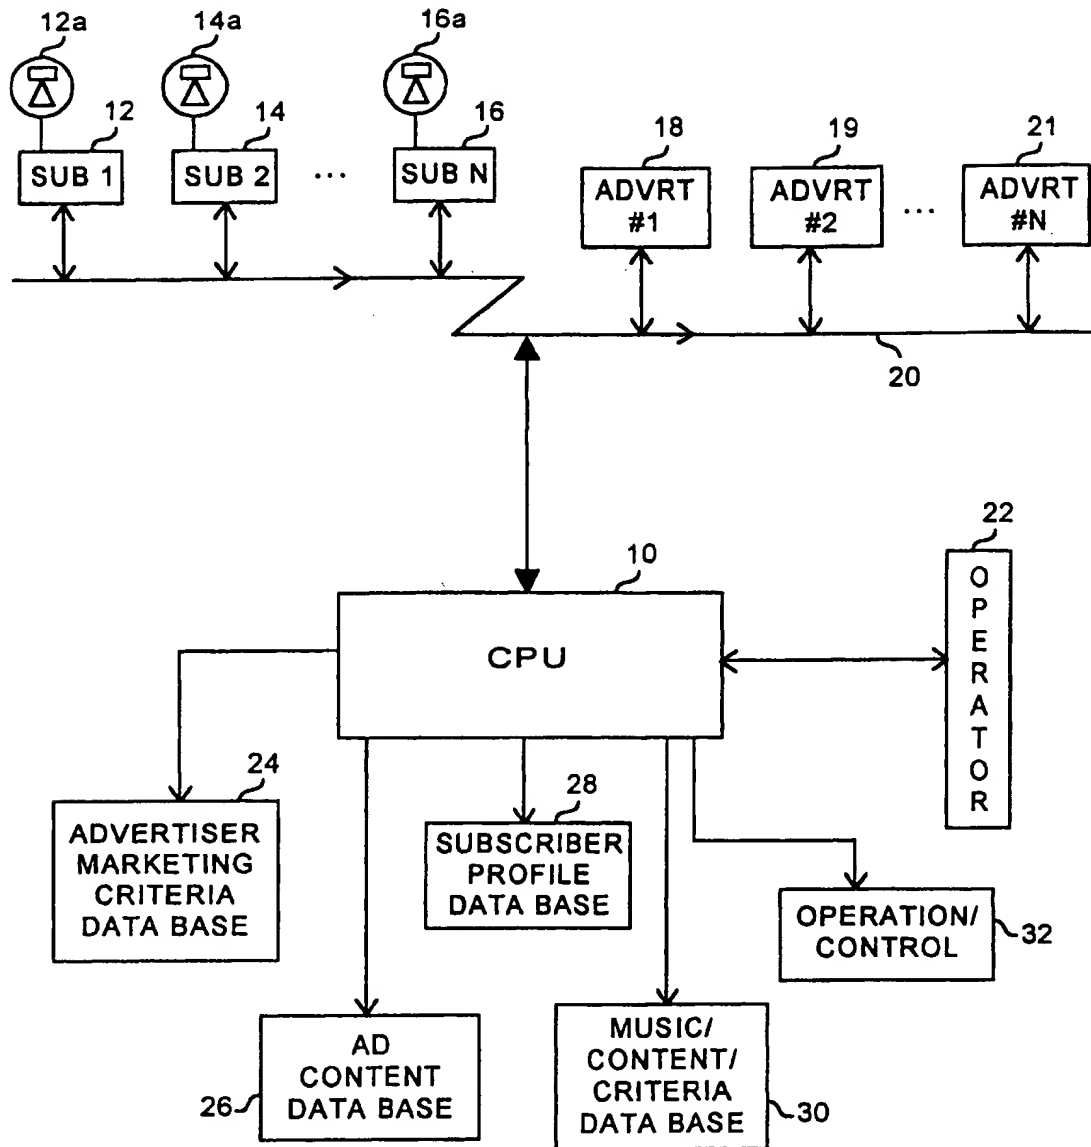 12a
14a
16a
12
14
16
SUB 1
SUB 2
...
SUB N
18
19
21
ADVRT
#1
ADVRT
#2
...
ADVRT
#N
20
10
CPU
22
OPERATOR
24
ADVERTISER
MARKETING
CRITERIA
DATA BASE
28
SUBSCRIBER
PROFILE
DATA BASE
OPERATION/
CONTROL
32
AD
CONTENT
DATA BASE
26
MUSIC/
CONTENT/
CRITERIA
DATA BASE
30